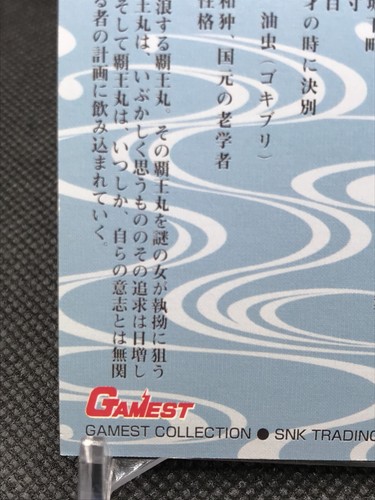 才の時に決別
油虫(ゴキブリ)
和狆、国元の老学者
性格
浪する覇王丸。その覇王丸を謎の女が執拗に狙う
王丸は、いぶかしく思うもののその追求は日増し
そして覇王丸は、いつしか、自らの意志とは無関
る者の計画に飲み込まれていく。
GAMEST
GAMEST COLLECTION ● SNK TRADING